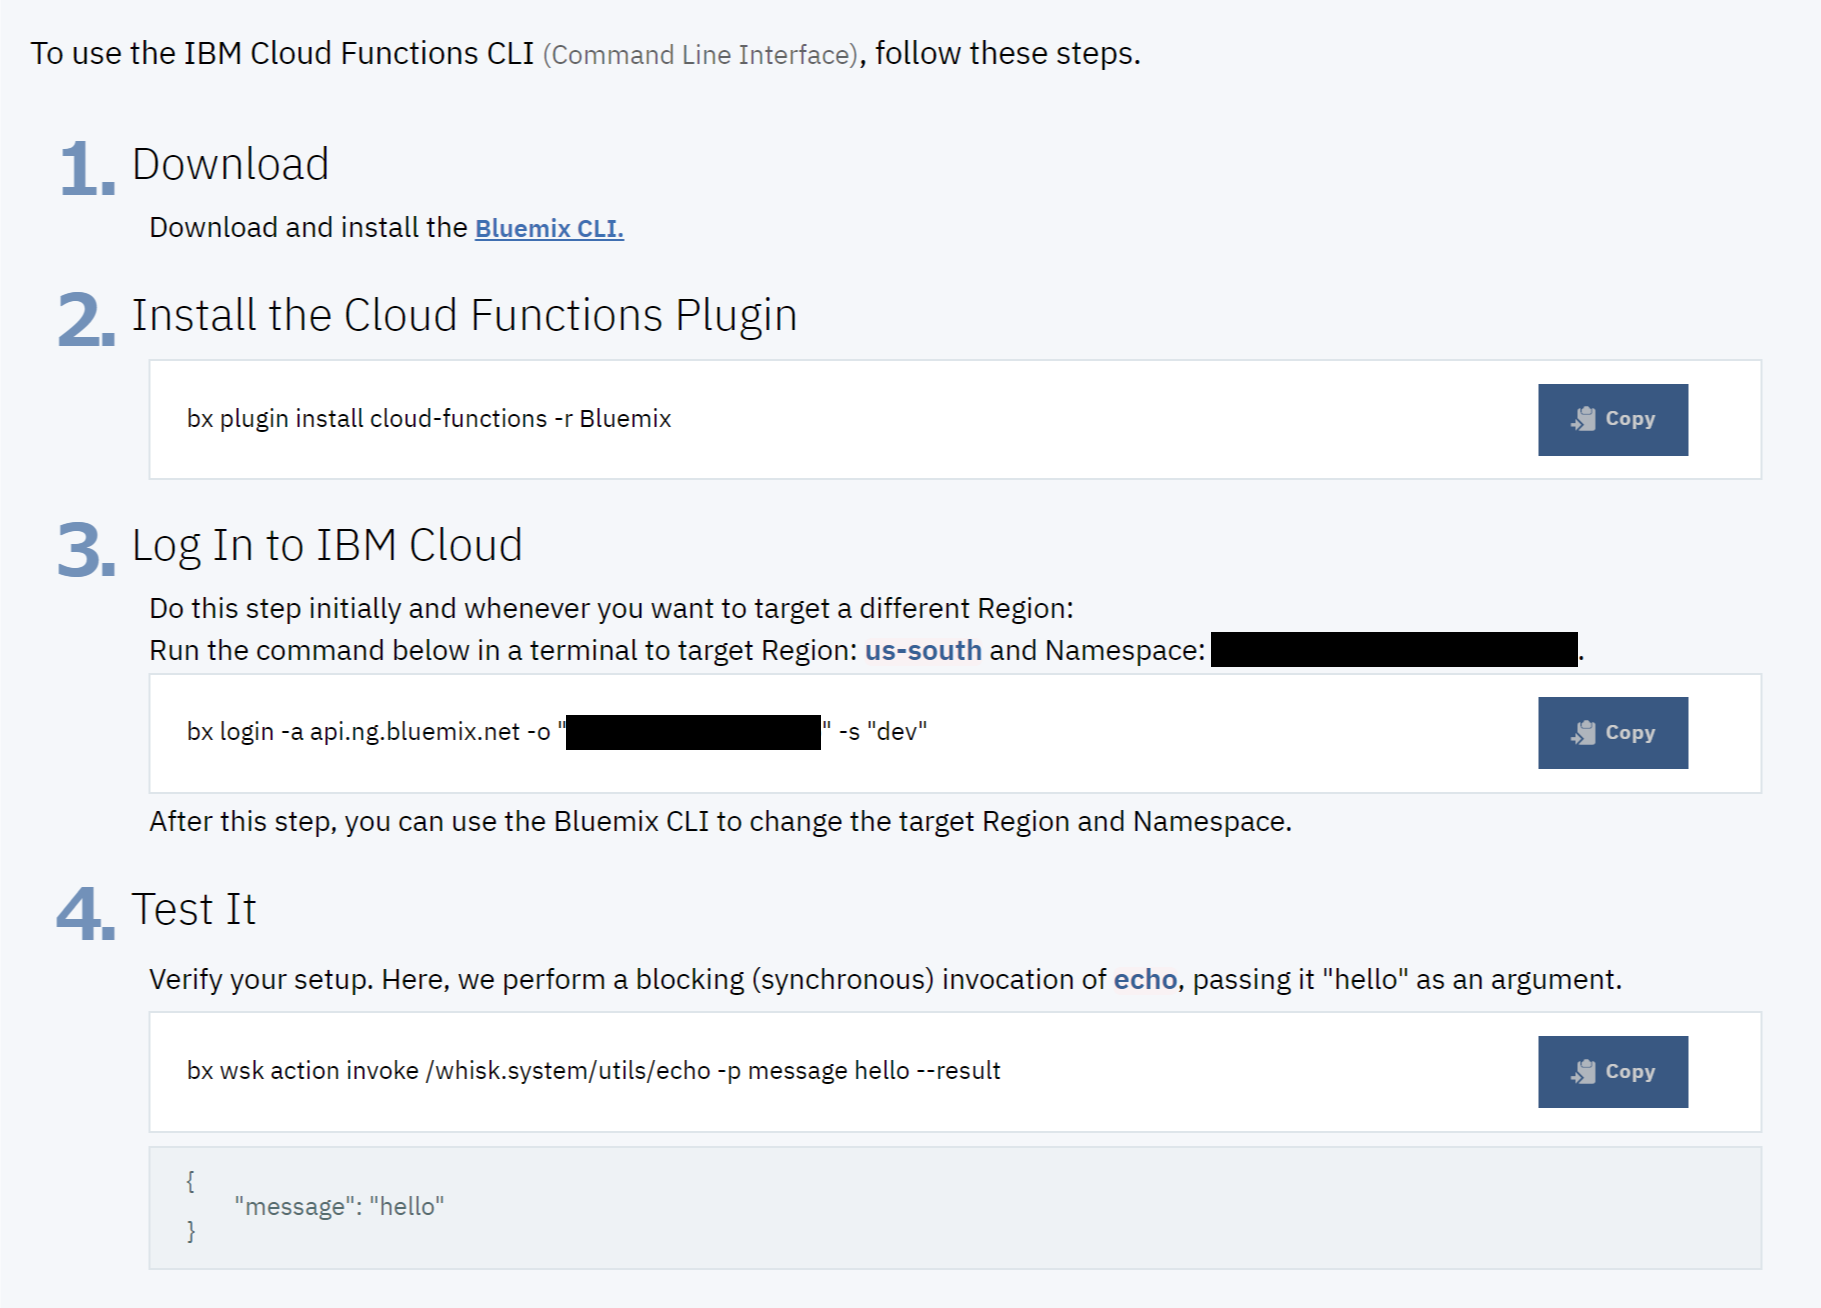 To use the IBM Cloud Functions CLI (Command Line Interface), follow these steps.
1. Download
Download and install the Bluemix CLI.
2. Install the Cloud Functions Plugin
bx plugin install cloud-functions -r Bluemix
Copy
3. Log In to IBM Cloud
Do this step initially and whenever you want to target a different Region:
Run the command below in a terminal to target Region: us-south and Namespace: .
bx login -a api.ng.bluemix.net -o "" -s "dev"
Copy
After this step, you can use the Bluemix CLI to change the target Region and Namespace.
4. Test It
Verify your setup. Here, we perform a blocking (synchronous) invocation of echo, passing it "hello" as an argument.
bx wsk action invoke /whisk.system/utils/echo -p message hello --result
Copy
{
"message": "hello"
}